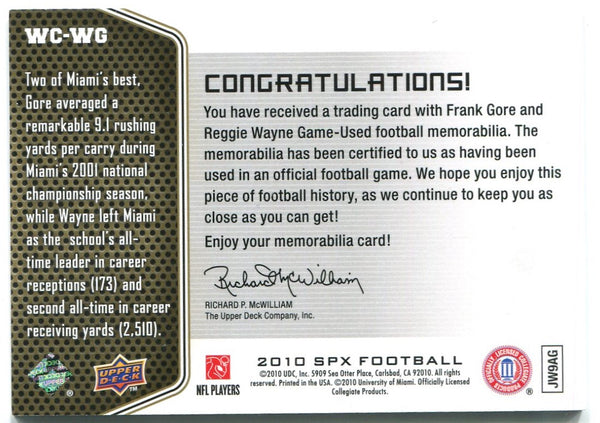 WC-WG
Two of Miami's best,
Gore averaged a
remarkable 9.1 rushing
yards per carry during
Miami's 2001 national
championship season,
while Wayne left Miami
as the school's all-
time leader in career
receptions (173) and
second all-time in career
receiving yards (2,510).
UPPER
DECK
TM
®
CONGRATULATIONS!
You have received a trading card with Frank Gore and
Reggie Wayne Game-Used football memorabilia. The
memorabilia has been certified to us as having been
used in an official football game. We hope you enjoy this
piece of football history, as we continue to keep you as
close as you can get!
Enjoy your memorabilia card!
Richard McWilliam
RICHARD P. McWILLIAM
The Upper Deck Company, Inc.
NFL PLAYERS
2010 SPX FOOTBALL
©2010 UDC, Inc. 5909 Sea Otter Place, Carlsbad, CA 92010. All rights
reserved. Printed in the USA. ©2010 University of Miami. Officially Licensed
Collegiate Products.
OFFICIALLY LICENSED COLLEGIATE PRODUCTS
®
JW9AG